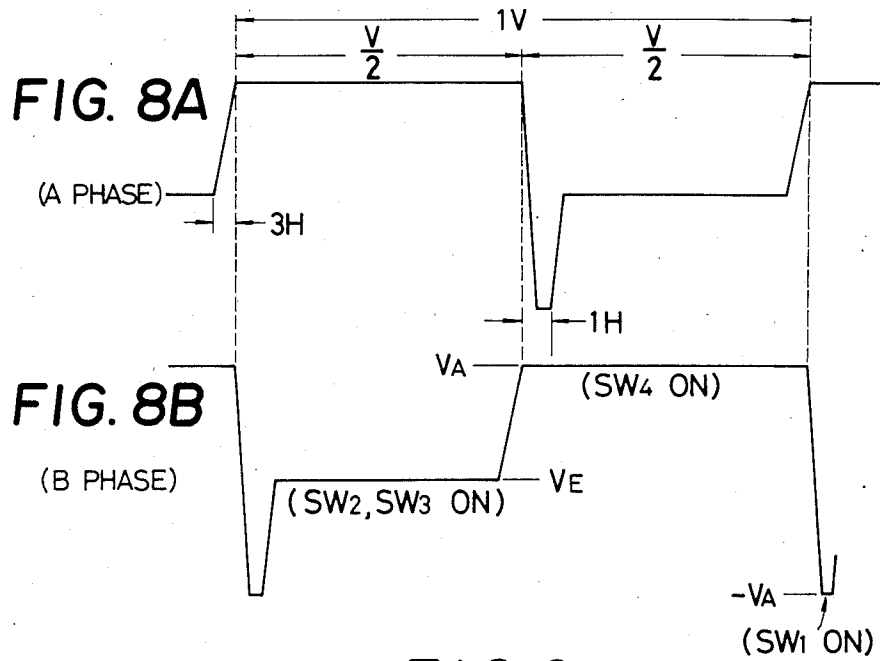 1V
V/2 V/2
FIG. 8A
(A PHASE)
3H
1H
VA
(SW4 ON)
FIG. 8B
(B PHASE)
(SW2,SW3 ON)
VE
-VA
(SW1 ON)